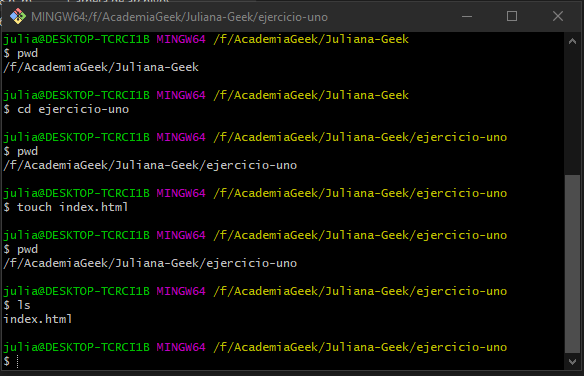 MINGW64:/f/AcademiaGeek/Juliana-Geek/ejercicio-uno
julia@DESKTOP-TCRCI1B MINGW64 /f/AcademiaGeek/Juliana-Geek
$ pwd
/f/AcademiaGeek/Juliana-Geek
julia@DESKTOP-TCRCI1B MINGW64 /f/AcademiaGeek/Juliana-Geek
$ cd ejercicio-uno
julia@DESKTOP-TCRCI1B MINGW64 /f/AcademiaGeek/Juliana-Geek/ejercicio-uno
$ pwd
/f/AcademiaGeek/Juliana-Geek/ejercicio-uno
julia@DESKTOP-TCRCI1B MINGW64 /f/AcademiaGeek/Juliana-Geek/ejercicio-uno
$ touch index.html
julia@DESKTOP-TCRCI1B MINGW64 /f/AcademiaGeek/Juliana-Geek/ejercicio-uno
$ pwd
/f/AcademiaGeek/Juliana-Geek/ejercicio-uno
julia@DESKTOP-TCRCI1B MINGW64 /f/AcademiaGeek/Juliana-Geek/ejercicio-uno
$ ls
index.html
julia@DESKTOP-TCRCI1B MINGW64 /f/AcademiaGeek/Juliana-Geek/ejercicio-uno
$